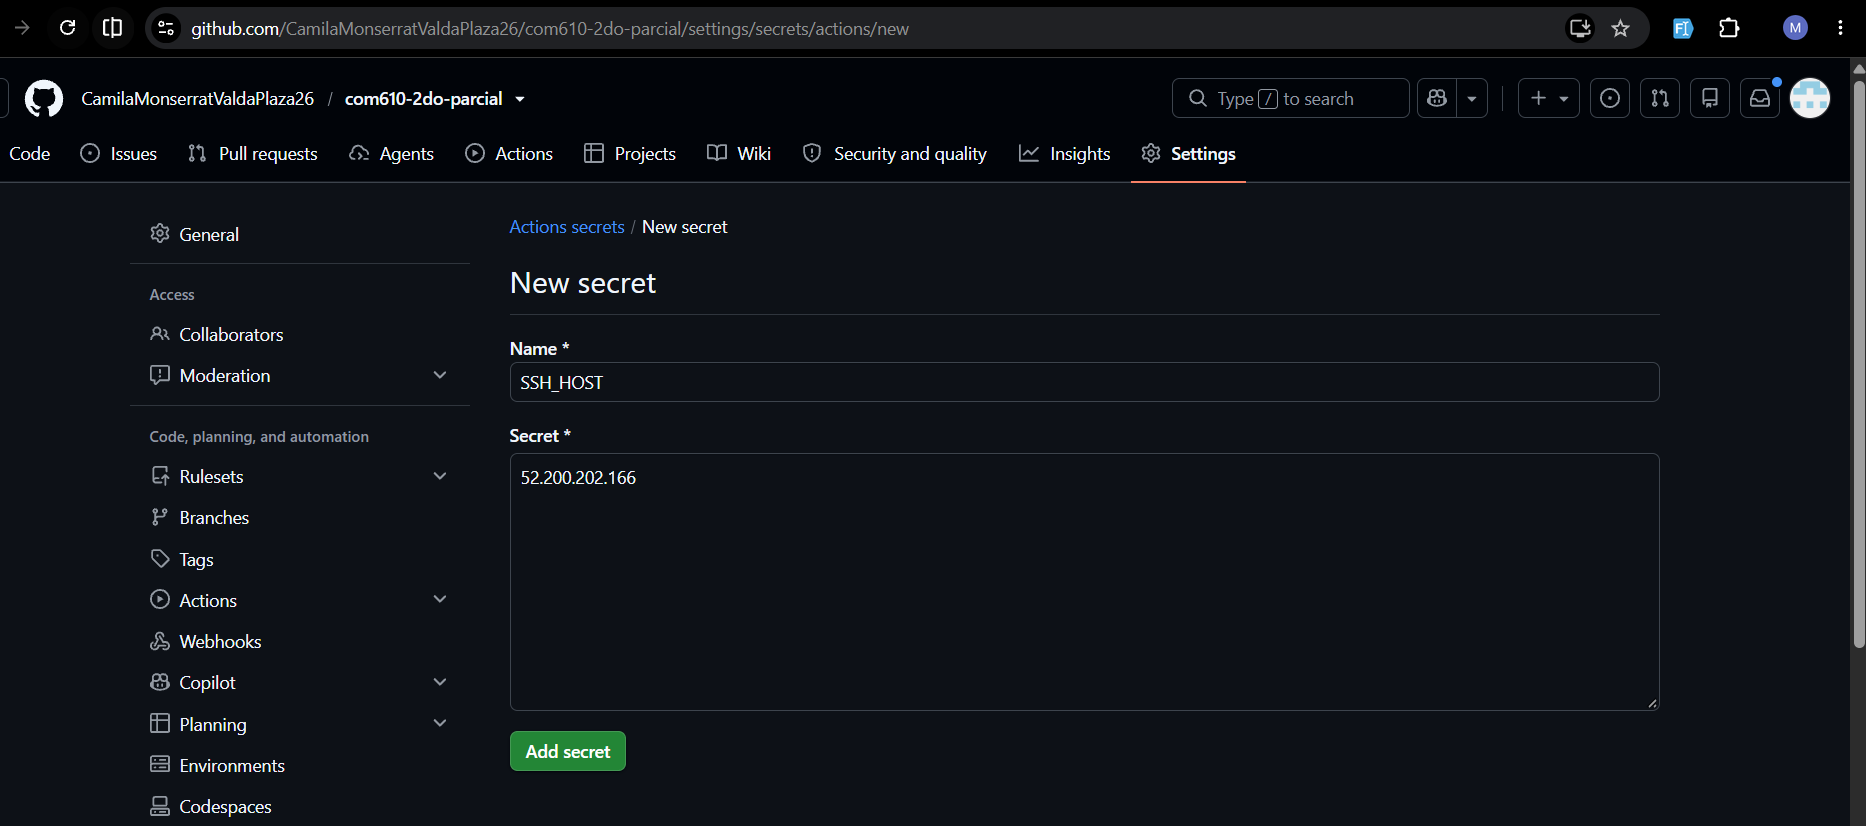 github.com/CamilaMonserratValdaPlaza26/com610-2do-parcial/settings/secrets/actions/new
M
CamilaMonserratValdaPlaza26 / com610-2do-parcial
Type / to search
Code Issues Pull requests Agents Actions Projects Wiki Security and quality Insights Settings
General
Access
Collaborators
Moderation
Code, planning, and automation
Rulesets
Branches
Tags
Actions
Webhooks
Copilot
Planning
Environments
Codespaces
Actions secrets / New secret
New secret
Name *
SSH_HOST
Secret *
52.200.202.166
Add secret